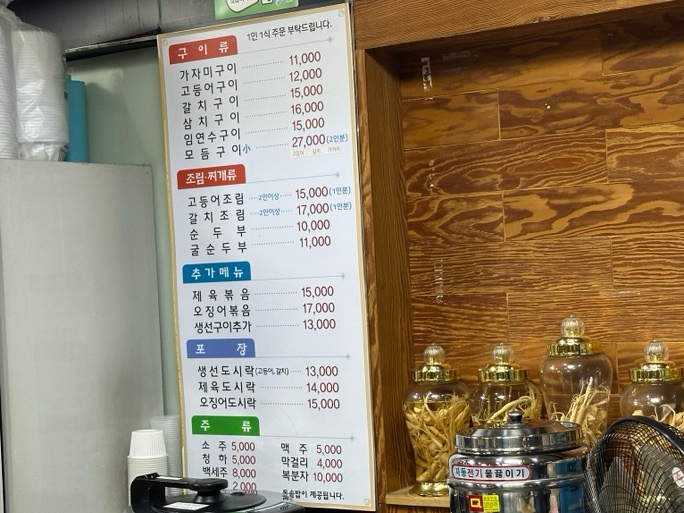 1인 1식 주문 부탁드립니다.
구이류
가자미구이 11,000
고등어구이 12,000
갈치구이 15,000
삼치구이 16,000
임연수구이 15,000
모듬구이小 27,000(2인분)
조림·찌개류
고등어조림 2인이상 15,000(1인분)
갈치조림 2인이상 17,000(1인분)
순두부 10,000
굴순두부 11,000
추가메뉴
제육볶음 15,000
오징어볶음 17,000
생선구이추가 13,000
포장
생선도시락(고등어,갈치) 13,000
제육도시락 14,000
오징어도시락 15,000
주류
소주 5,000 맥주 5,000
청하 5,000 막걸리 4,000
백세주 8,000 복분자 10,000
2,000
돌솥밥이 제공됩니다.
자동전기물끓이기